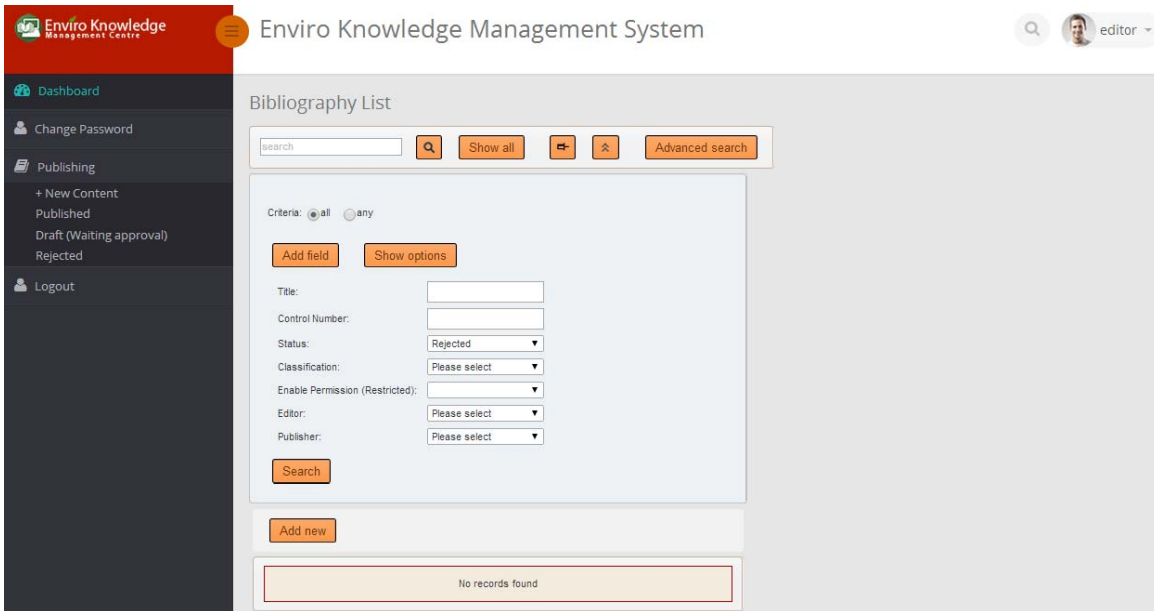 Enviro Knowledge
Management Centre
Enviro Knowledge Management System
editor
Dashboard
Change Password
Publishing
+ New Content
Published
Draft (Waiting approval)
Rejected
Logout
Bibliography List
search
Show all
Advanced search
Criteria: all any
Add field Show options
Title:
Control Number:
Status: Rejected
Classification: Please select
Enable Permission (Restricted):
Editor: Please select
Publisher: Please select
Search
Add new
No records found